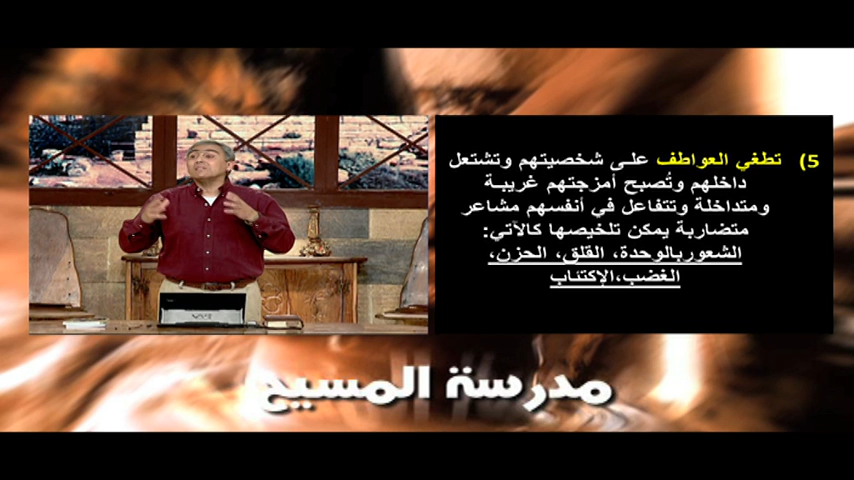 5) تطغي العواطف على شخصيتهم وتشتعل
داخلهم وتُصبح أمزجتهم غريبة
ومتداخلة وتتفاعل في أنفسهم مشاعر
متضاربة يمكن تلخيصها كالآتي:
الشعوربالوحدة، القلق، الحزن،
الغضب،الإكتئاب
مدرسة المسيح